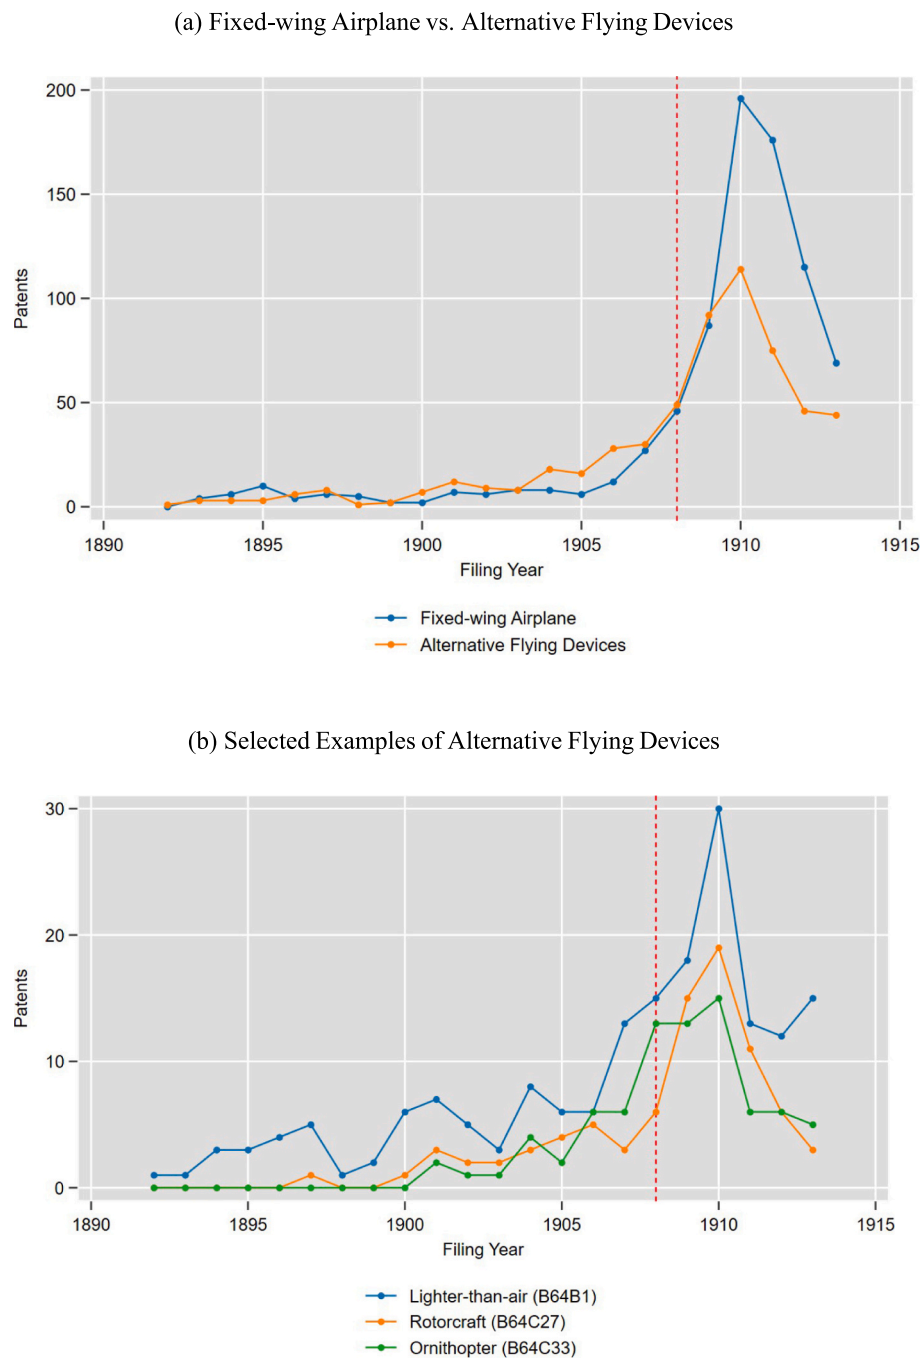 (a) Fixed-wing Airplane vs. Alternative Flying Devices
200
150
100
50
0
Patents
1890 1895 1900 1905 1910 1915
Filing Year
Fixed-wing Airplane
Alternative Flying Devices
(b) Selected Examples of Alternative Flying Devices
30
20
10
0
Patents
1890 1895 1900 1905 1910 1915
Filing Year
Lighter-than-air (B64B1)
Rotorcraft (B64C27)
Ornithopter (B64C33)